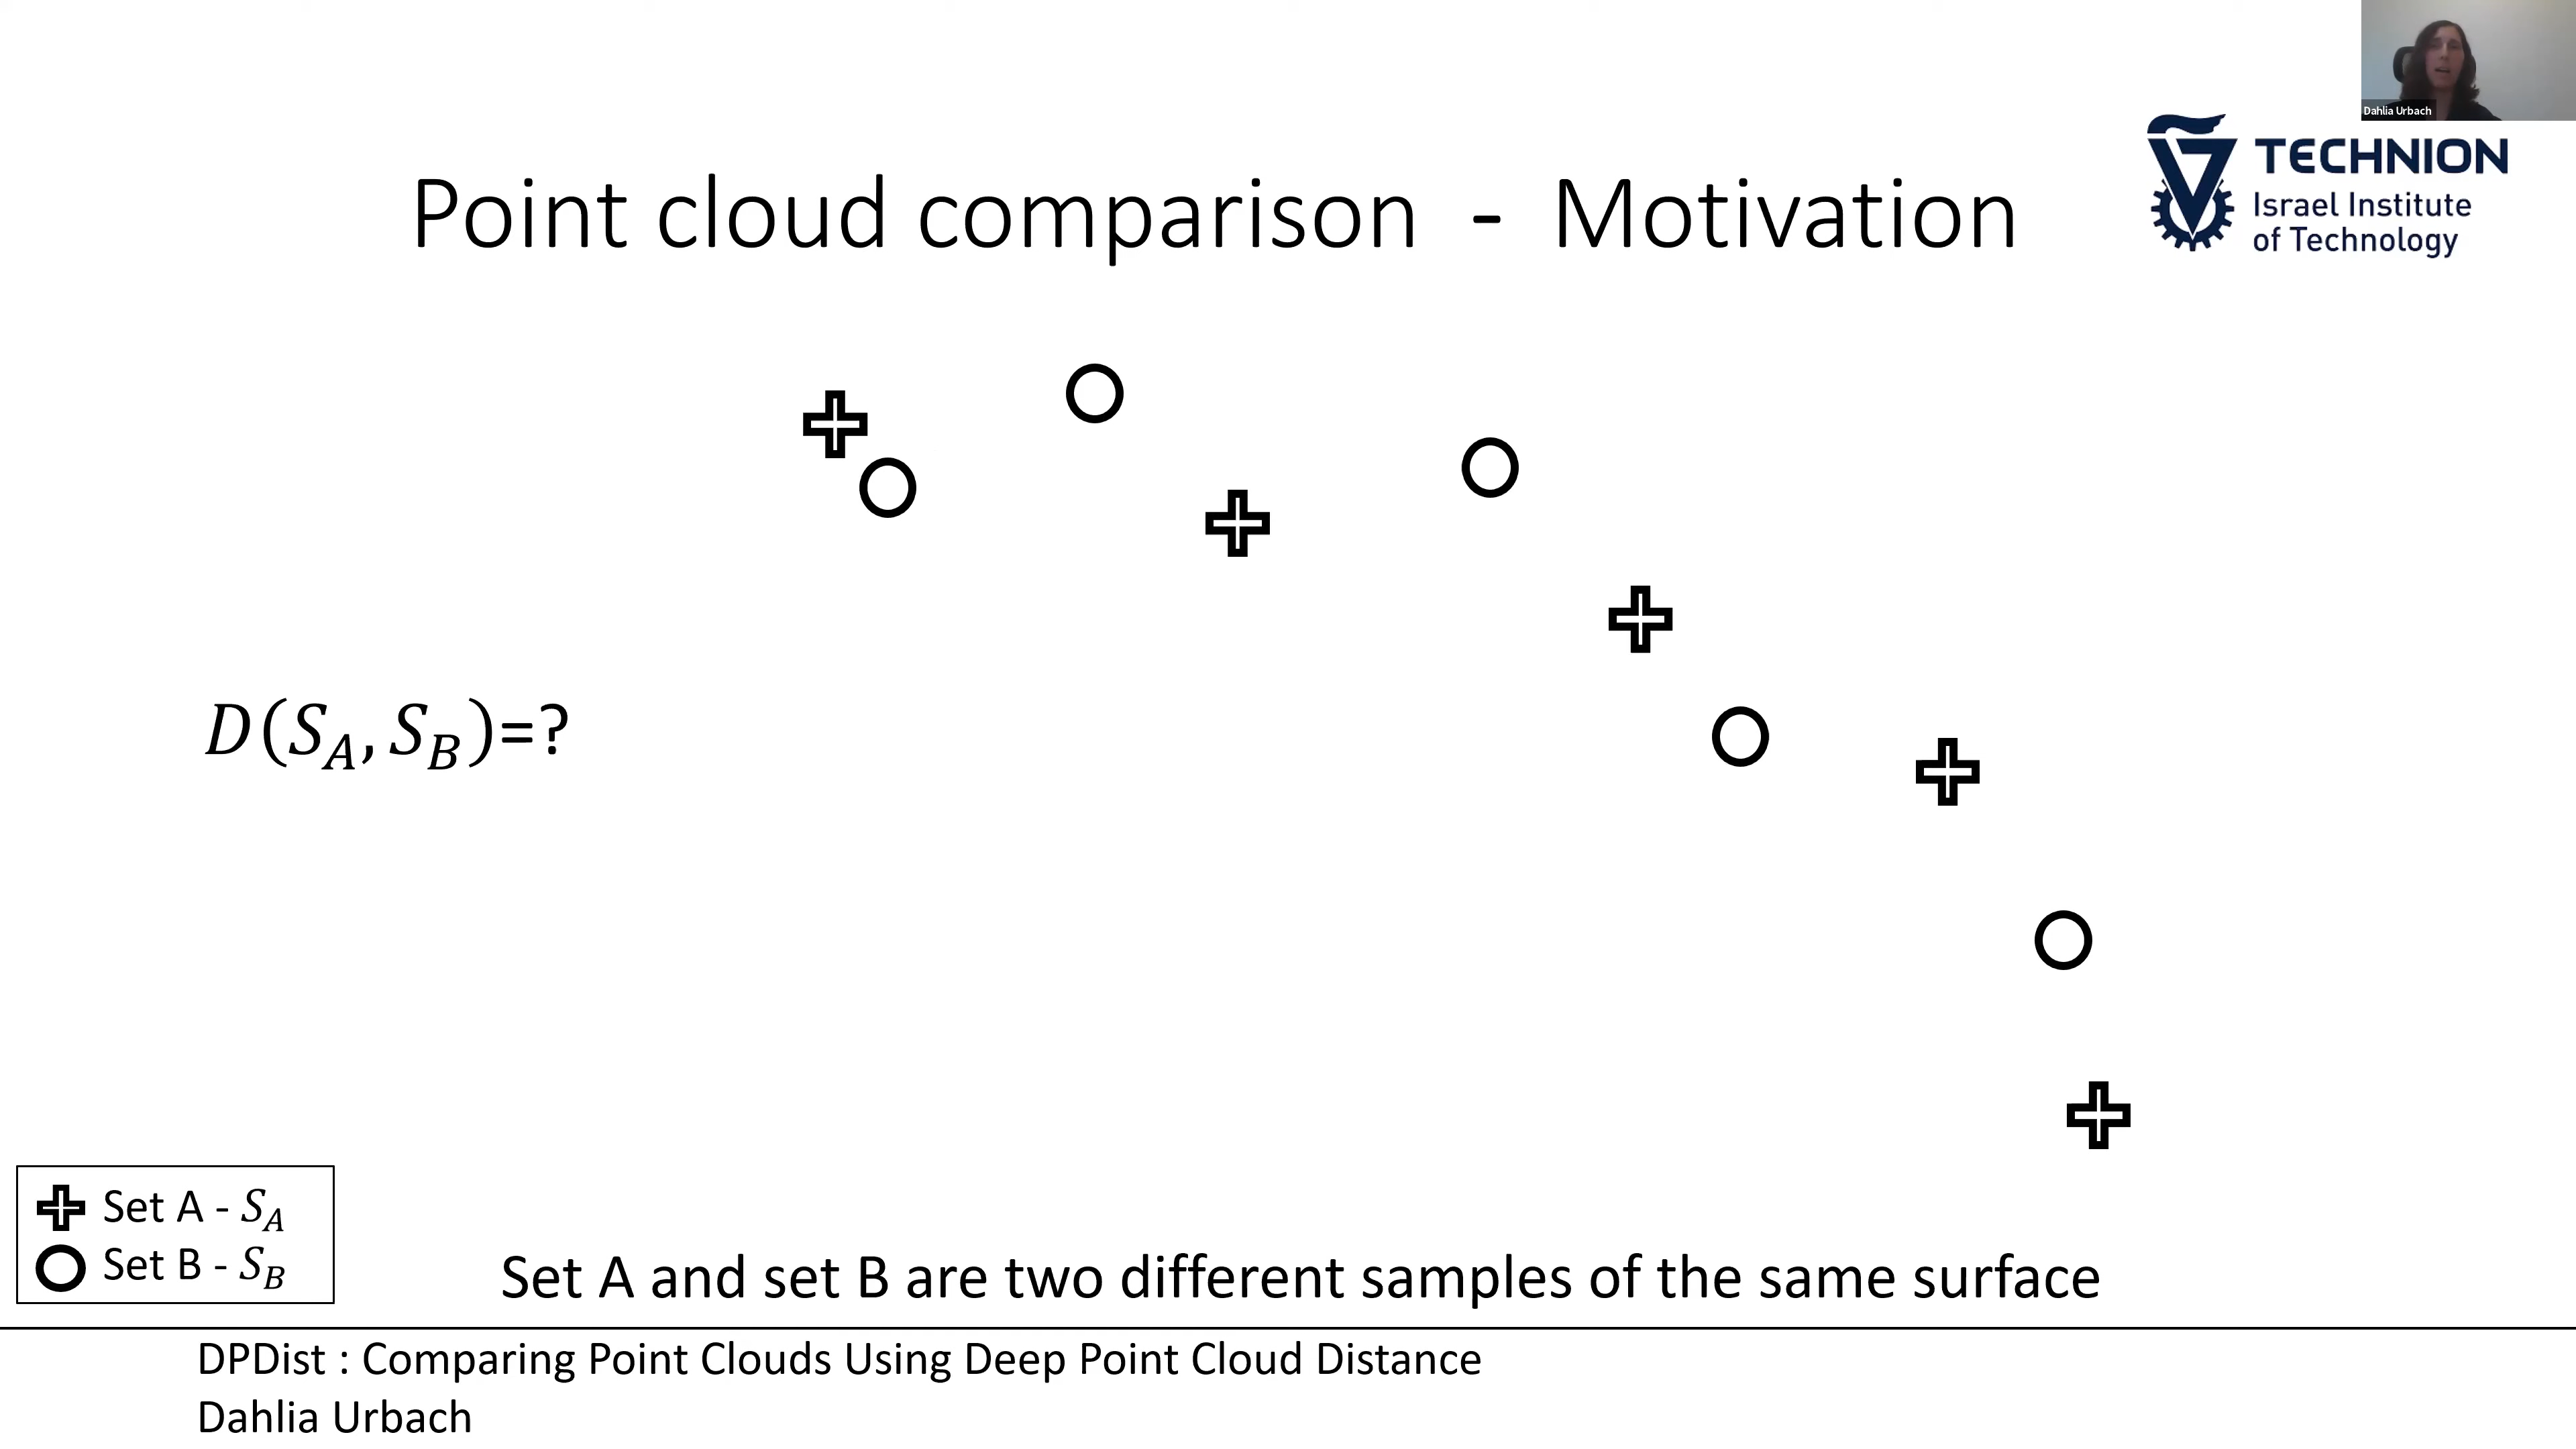 Dahlia Urbach
TECHNION
Israel Institute
of Technology
Point cloud comparison - Motivation
D(S_A, S_B)=?
Set A - S_A
Set B - S_B
Set A and set B are two different samples of the same surface
DPDist : Comparing Point Clouds Using Deep Point Cloud Distance
Dahlia Urbach